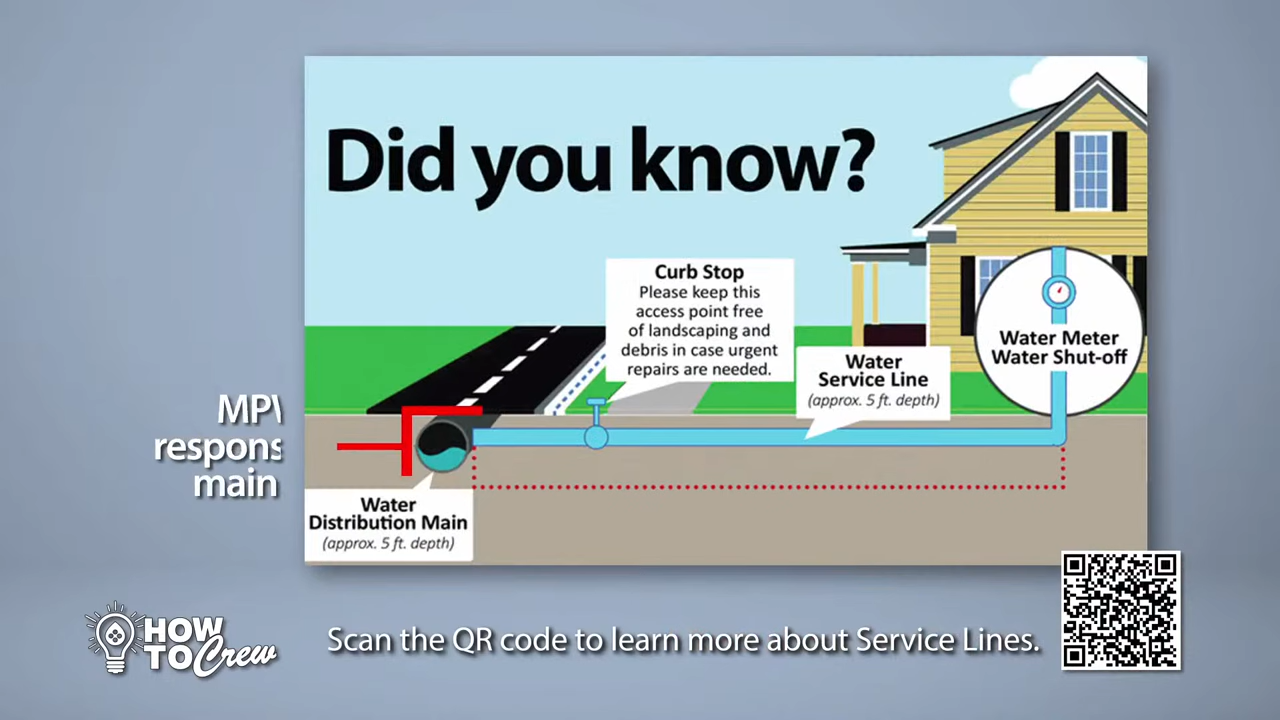 Did you know?
Curb Stop
Please keep this
access point free
of landscaping and
debris in case urgent
repairs are needed.
Water Meter
Water Shut-off
Water
Service Line
(approx. 5 ft. depth)
main
Water
Distribution Main
(approx. 5 ft. depth)
HOW
TO Crew
Scan the QR code to learn more about Service Lines.